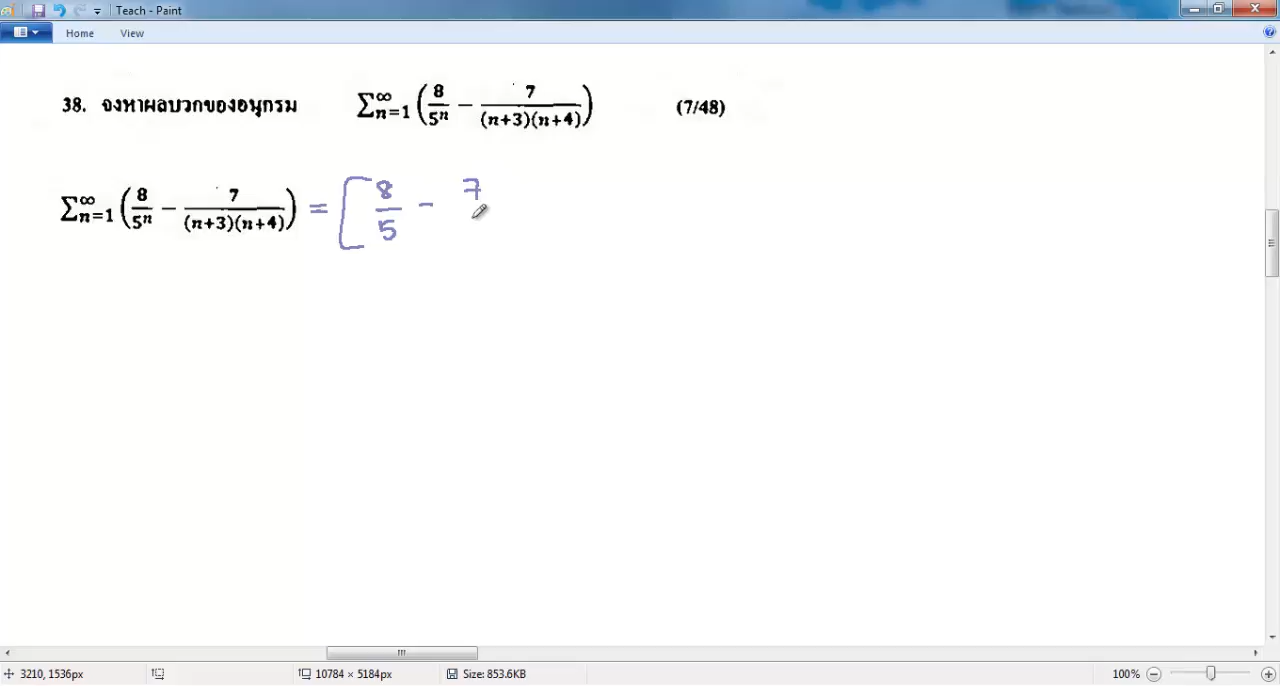 Teach - Paint
Home View
38. จงหาผลบวกของอนุกรม ∑_{n=1}^{∞} (8/5ⁿ − 7/((n+3)(n+4))) (7/48)
∑_{n=1}^{∞} (8/5ⁿ − 7/((n+3)(n+4))) = [ 8/5 − 7
3210, 1536px 10784 × 5184px Size: 853.6KB 100%